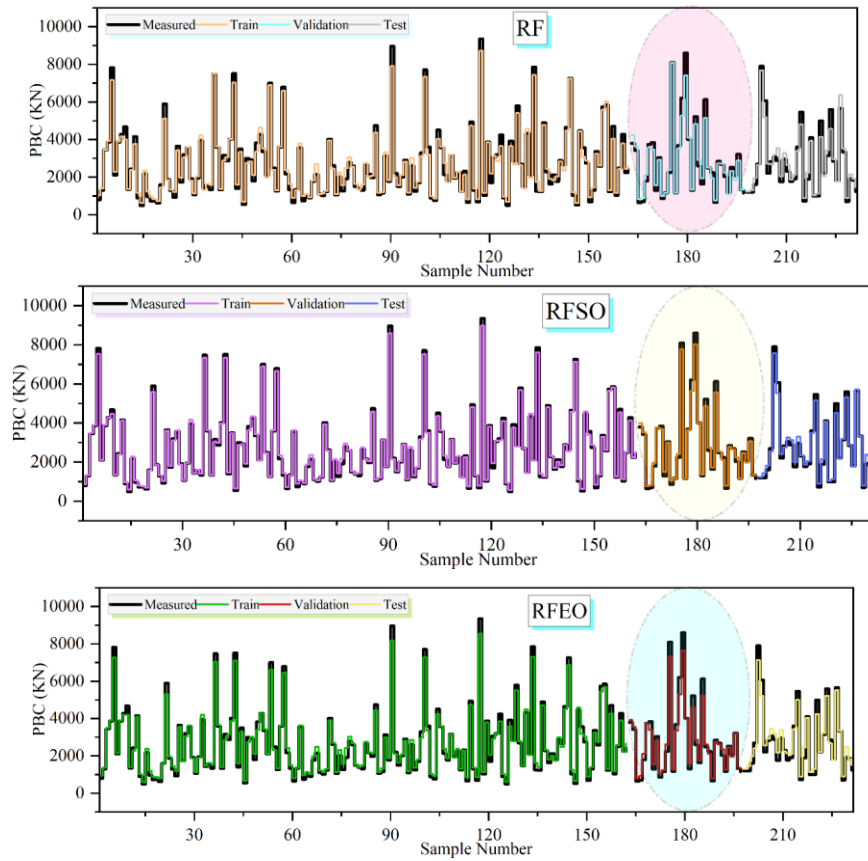 Measured Train Validation Test
RF
10000
8000
6000
4000
2000
0
PBC (KN)
30 60 90 120 150 180 210
Sample Number
Measured Train Validation Test
RFSO
10000
8000
6000
4000
2000
0
PBC (KN)
30 60 90 120 150 180 210
Sample Number
Measured Train Validation Test
RFEO
10000
8000
6000
4000
2000
0
PBC (KN)
30 60 90 120 150 180 210
Sample Number